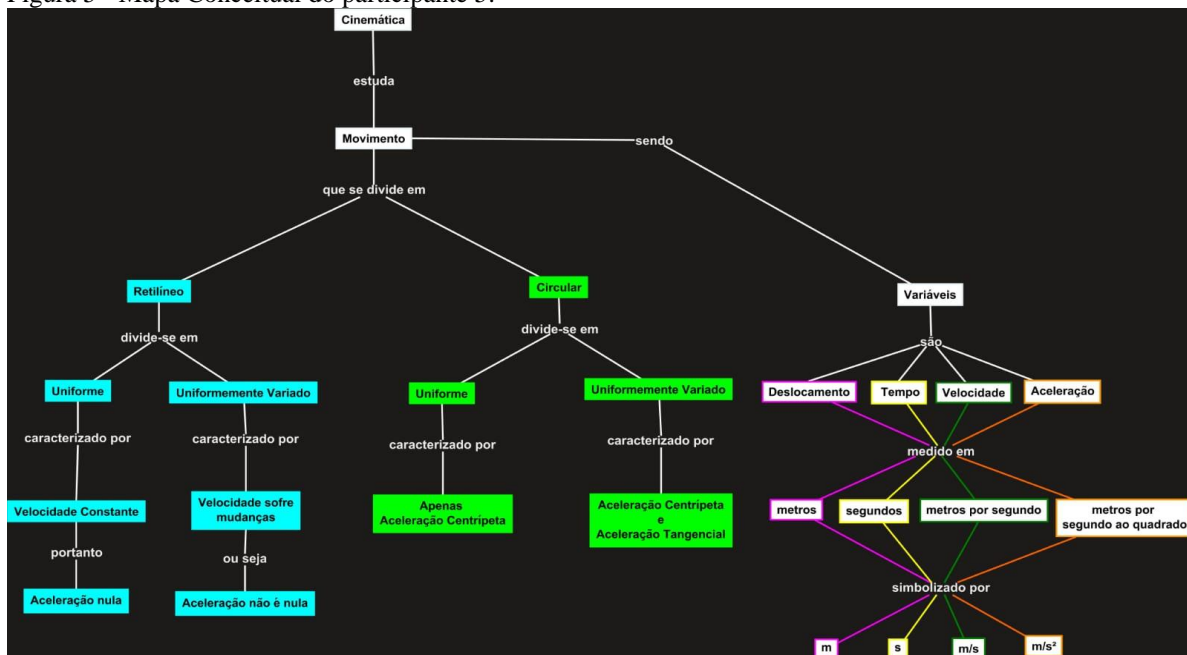 Figura 3 - Mapa Conceitual do participante 3.
Cinemática
estuda
Movimento
sendo
que se divide em
Retilíneo
Circular
Variáveis
divide-se em
divide-se em
são
Uniforme
Uniformemente Variado
Uniforme
Uniformemente Variado
Deslocamento
Tempo
Velocidade
Aceleração
caracterizado por
caracterizado por
caracterizado por
caracterizado por
medido em
Velocidade Constante
Velocidade sofre
mudanças
Apenas
Aceleração Centrípeta
Aceleração Centrípeta
e
Aceleração Tangencial
metros
segundos
metros por segundo
metros por
segundo ao quadrado
portanto
ou seja
simbolizado por
Aceleração nula
Aceleração não è nula
m
s
m/s
m/s²